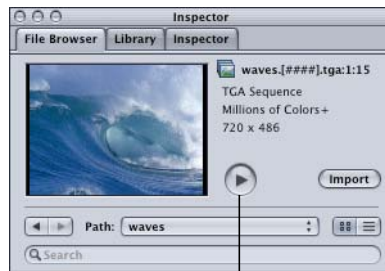 Inspector
File Browser Library Inspector
waves.[####].tga:1:15
TGA Sequence
Millions of Colors+
720 x 486
Import
Path: waves
Search